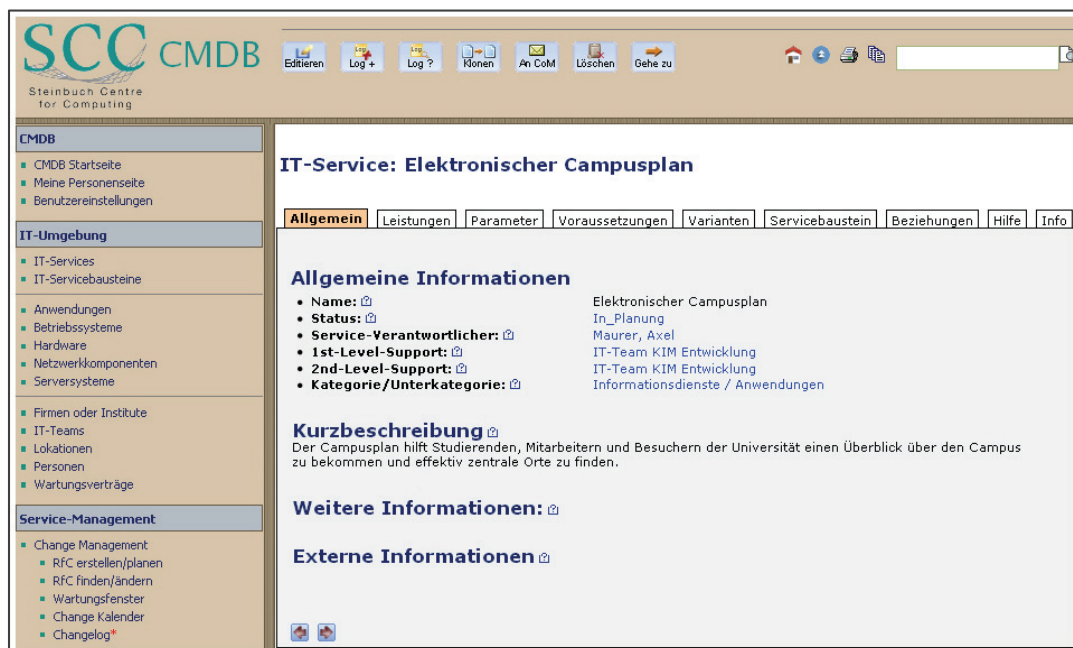 SCC CMDB
Steinbuch Centre
for Computing
Editieren Log + Log ? Klonen An CoM Löschen Gehe zu
CMDB
CMDB Startseite
Meine Personenseite
Benutzereinstellungen
IT-Umgebung
IT-Services
IT-Servicebausteine
Anwendungen
Betriebssysteme
Hardware
Netzwerkkomponenten
Serversysteme
Firmen oder Institute
IT-Teams
Lokationen
Personen
Wartungsverträge
Service-Management
Change Management
RfC erstellen/planen
RfC finden/ändern
Wartungsfenster
Change Kalender
Changelog*
IT-Service: Elektronischer Campusplan
Allgemein Leistungen Parameter Voraussetzungen Varianten Servicebaustein Beziehungen Hilfe Info
Allgemeine Informationen
• Name: Elektronischer Campusplan
• Status: In_Planung
• Service-Verantwortlicher: Maurer, Axel
• 1st-Level-Support: IT-Team KIM Entwicklung
• 2nd-Level-Support: IT-Team KIM Entwicklung
• Kategorie/Unterkategorie: Informationsdienste / Anwendungen
Kurzbeschreibung
Der Campusplan hilft Studierenden, Mitarbeitern und Besuchern der Universität einen Überblick über den Campus
zu bekommen und effektiv zentrale Orte zu finden.
Weitere Informationen:
Externe Informationen